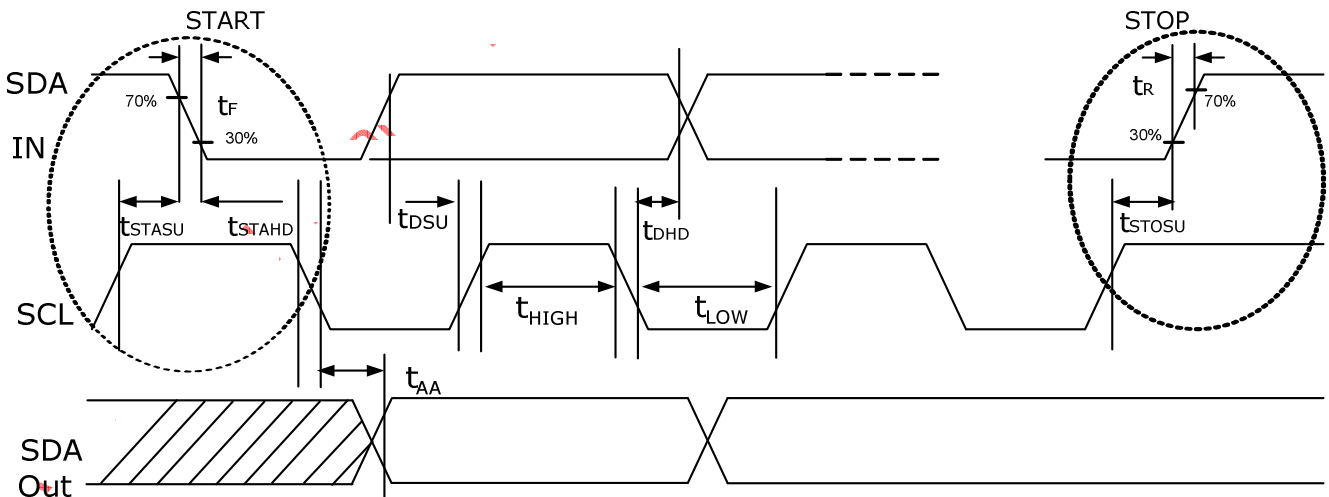 START
STOP
SDA
IN
70%
tF
30%
tR
70%
30%
tSTASU
tSTAHD
tDSU
tDHD
tSTOSU
SCL
tHIGH
tLOW
tAA
SDA
Out